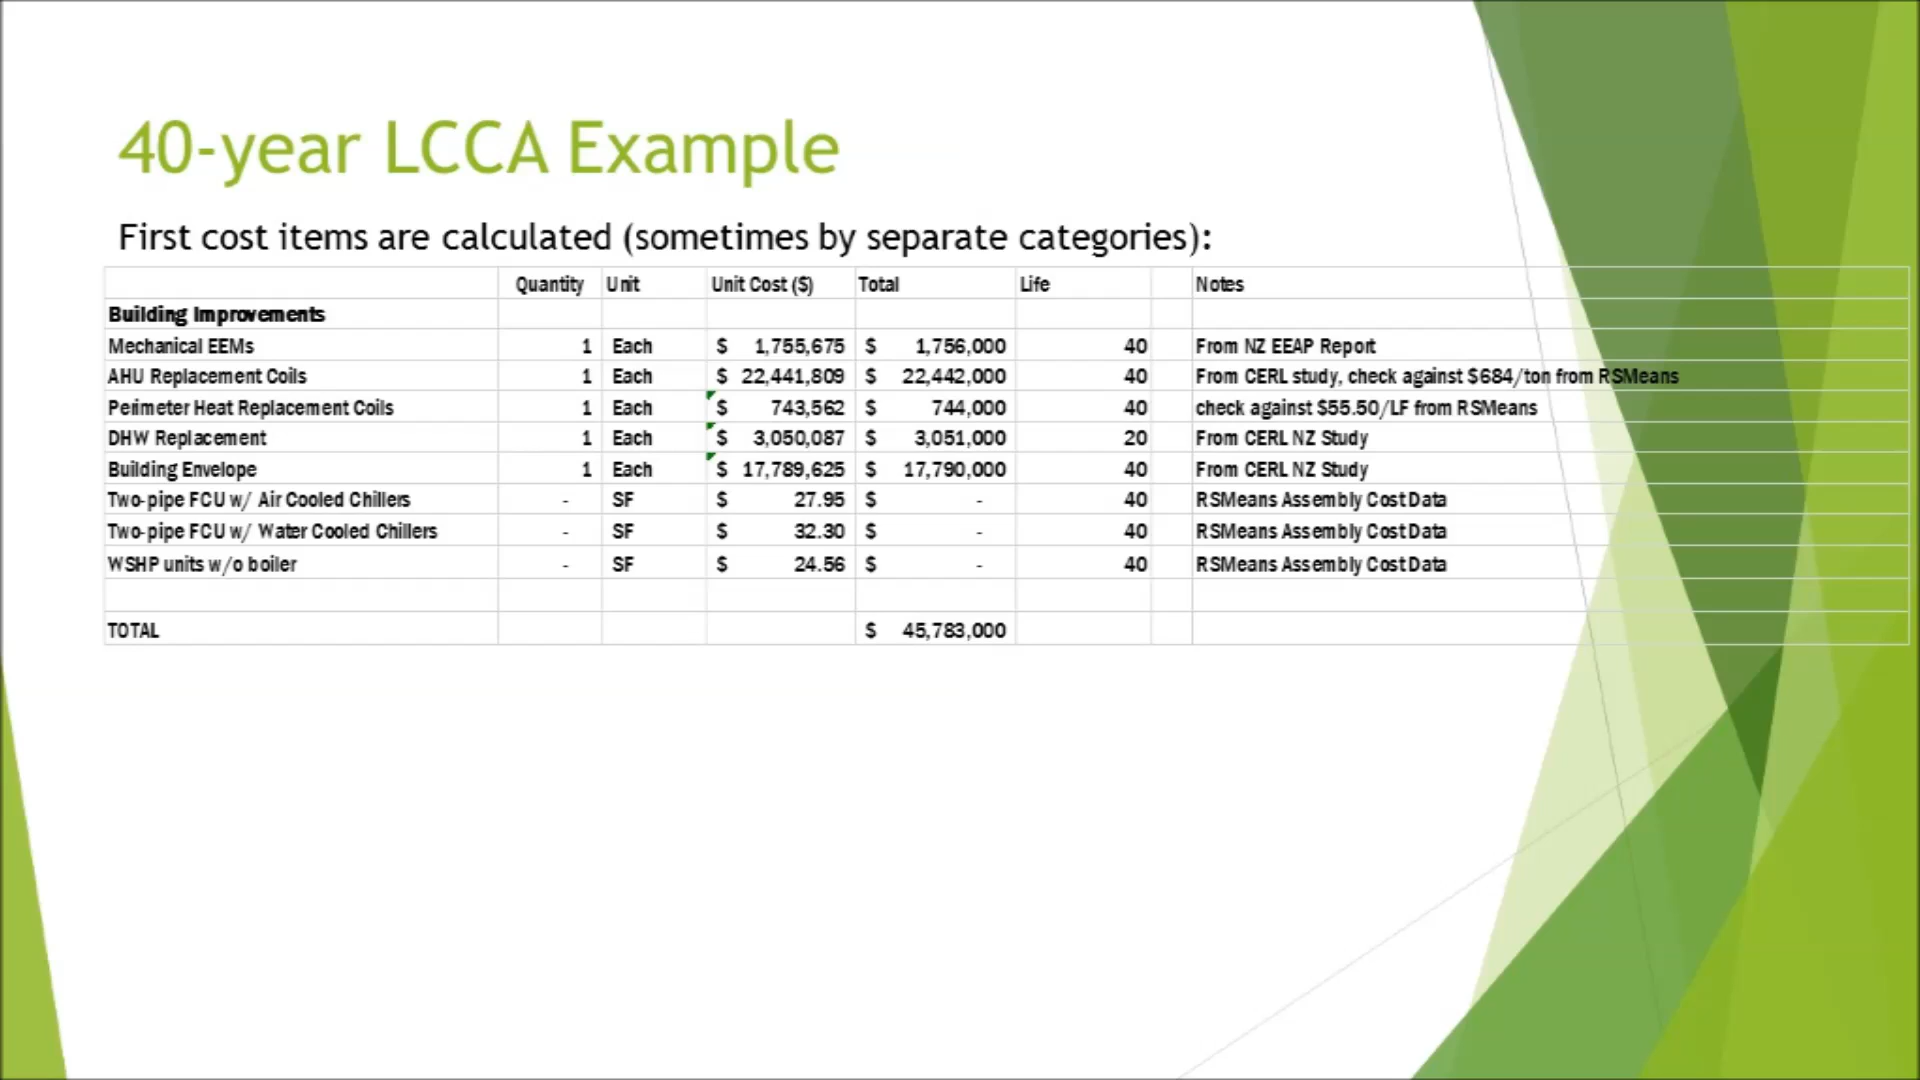 40-year LCCA Example
First cost items are calculated (sometimes by separate categories):
Quantity Unit Unit Cost ($) Total Life Notes
Building Improvements
Mechanical EEMs 1 Each $ 1,755,675 $ 1,756,000 40 From NZ EEAP Report
AHU Replacement Coils 1 Each $ 22,441,809 $ 22,442,000 40 From CERL study, check against $684/ton from RSMeans
Perimeter Heat Replacement Coils 1 Each $ 743,562 $ 744,000 40 check against $55.50/LF from RSMeans
DHW Replacement 1 Each $ 3,050,087 $ 3,051,000 20 From CERL NZ Study
Building Envelope 1 Each $ 17,789,625 $ 17,790,000 40 From CERL NZ Study
Two-pipe FCU w/ Air Cooled Chillers - SF $ 27.95 $ - 40 RSMeans Assembly Cost Data
Two-pipe FCU w/ Water Cooled Chillers - SF $ 32.30 $ - 40 RSMeans Assembly Cost Data
WSHP units w/o boiler - SF $ 24.56 $ - 40 RSMeans Assembly Cost Data
TOTAL $ 45,783,000